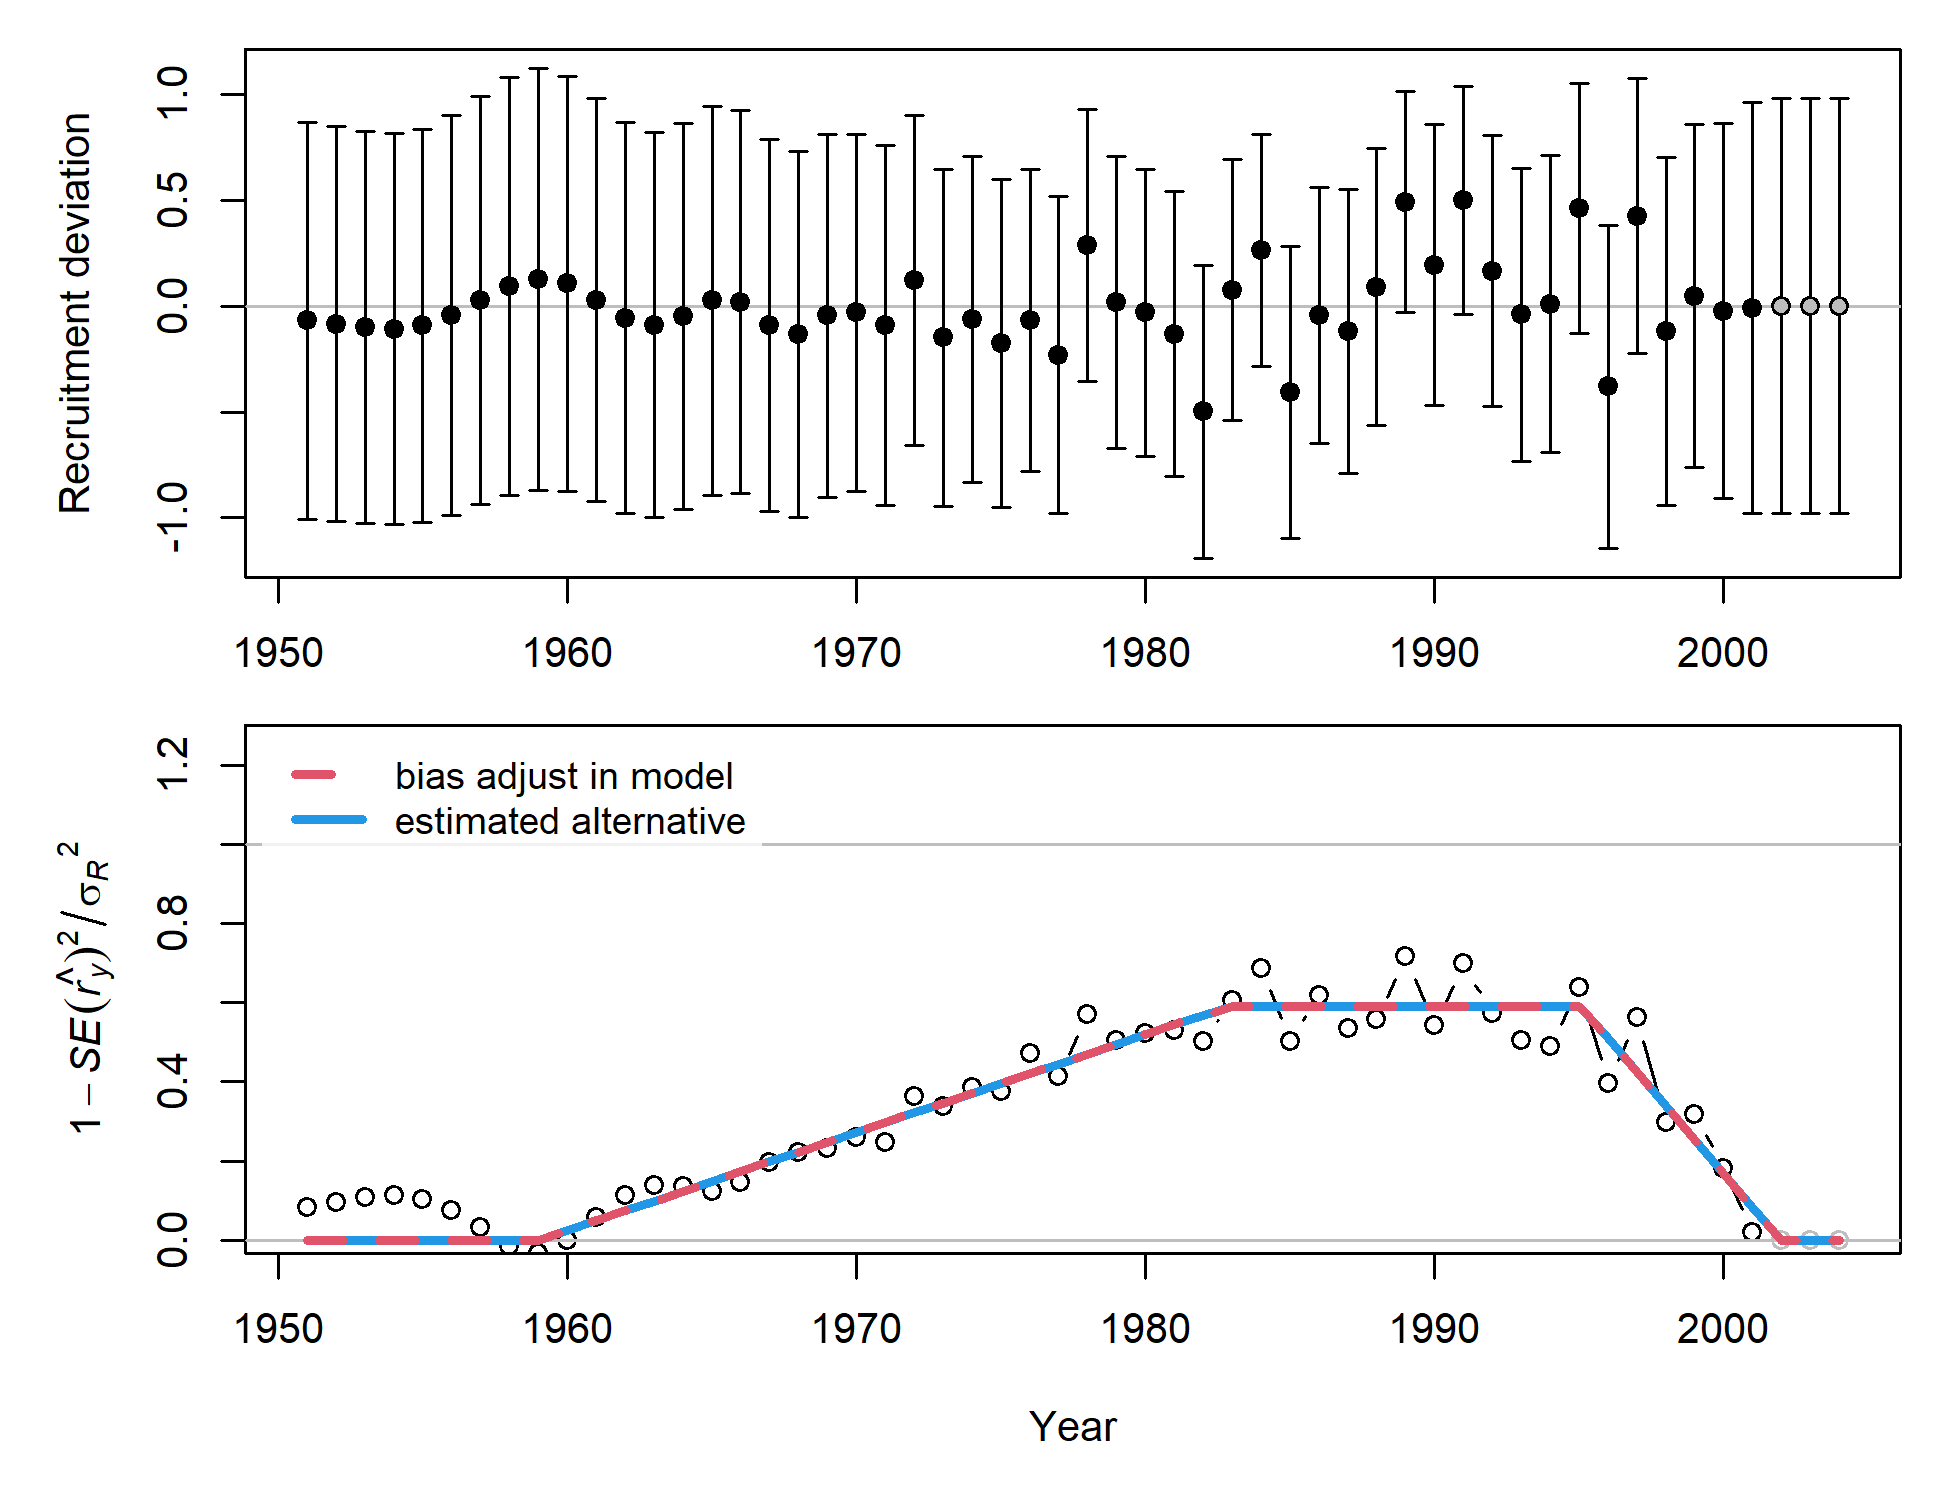 Recruitment deviation
1.0
0.5
0.0
-1.0
1950 1960 1970 1980 1990 2000
bias adjust in model
estimated alternative
1 − SE(r̂y)² / σR²
1.2
0.8
0.4
0.0
1950 1960 1970 1980 1990 2000
Year